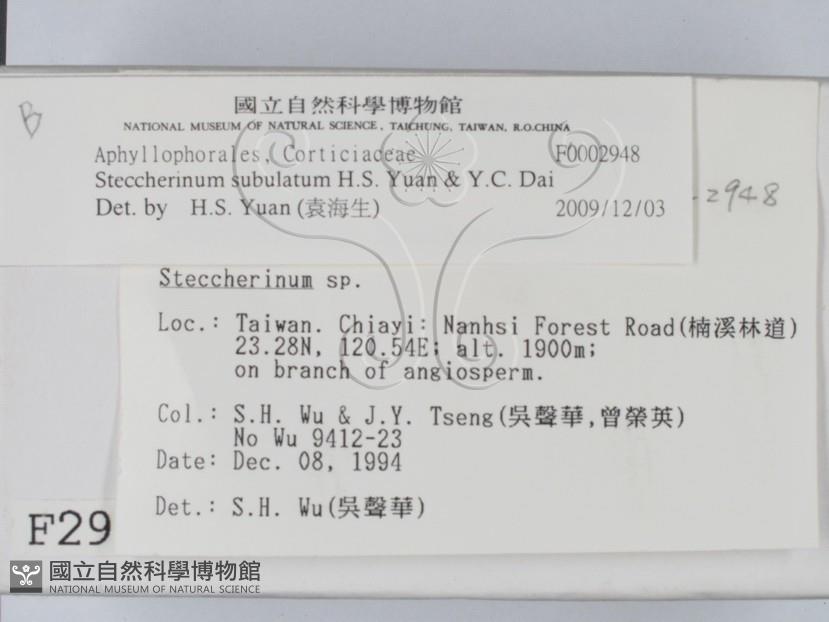 B
國立自然科學博物館
NATIONAL MUSEUM OF NATURAL SCIENCE, TAICHUNG, TAIWAN, R.O.CHINA
Aphyllophorales, Corticiaceae F0002948
Steccherinum subulatum H.S. Yuan & Y.C. Dai
Det. by H.S. Yuan (袁海生) 2009/12/03
-2948
Steccherinum sp.
Loc.: Taiwan. Chiayi: Nanhsi Forest Road(楠溪林道)
23.28N, 120.54E; alt. 1900m;
on branch of angiosperm.
Col.: S.H. Wu & J.Y. Tseng(吳聲華,曾榮英)
No Wu 9412-23
Date: Dec. 08, 1994
Det.: S.H. Wu(吳聲華)
F29
國立自然科學博物館
NATIONAL MUSEUM OF NATURAL SCIENCE